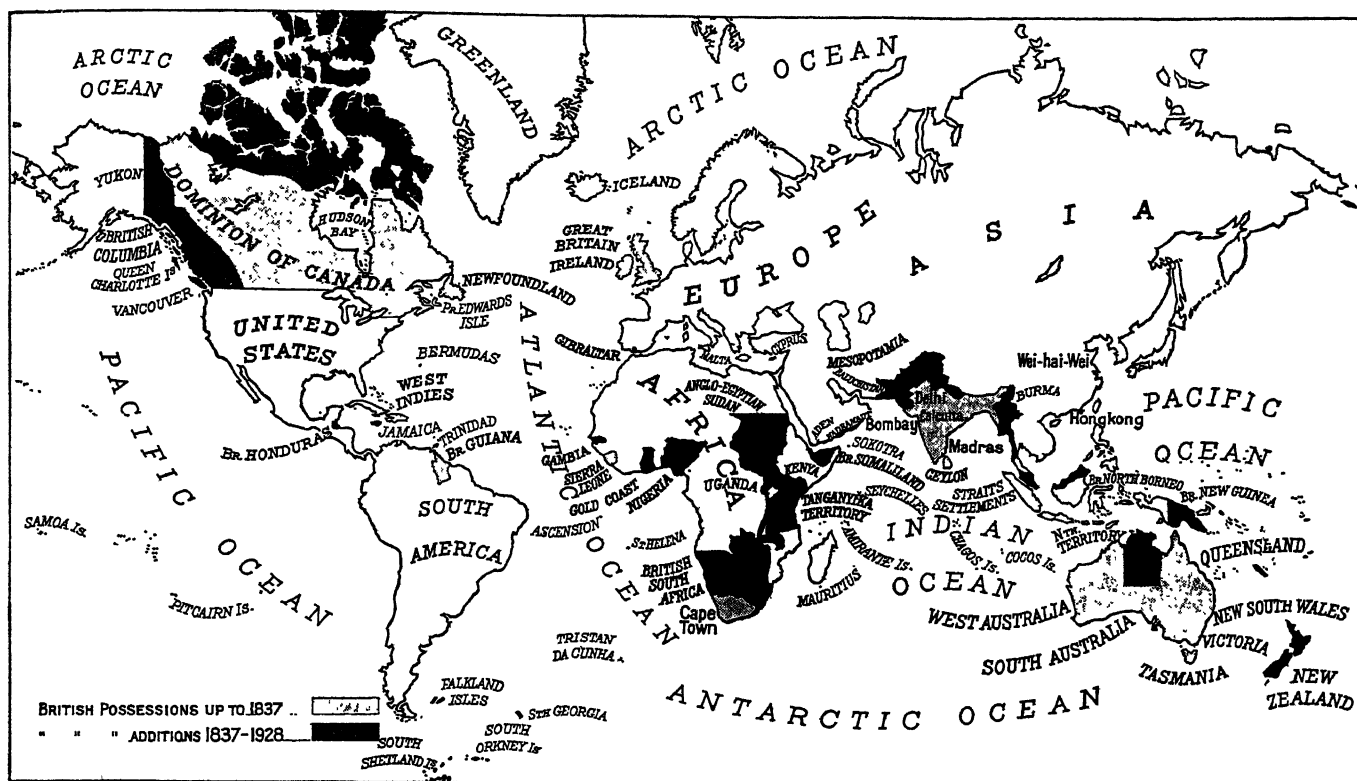 ARCTIC
OCEAN
GREENLAND
ARCTIC OCEAN
YUKON
DOMINION OF CANADA
HUDSON
BAY
ICELAND
BRITISH
COLUMBIA
QUEEN
CHARLOTTE Is
VANCOUVER
NEWFOUNDLAND
Pr. EDWARDS
ISLE
GREAT
BRITAIN
IRELAND
EUROPE
ASIA
UNITED
STATES
BERMUDAS
WEST
INDIES
JAMAICA
TRINIDAD
BR. HONDURAS
BR. GUIANA
ATLANTIC
OCEAN
GIBRALTAR
MALTA
CYPRUS
MESOPOTAMIA
BALUCHISTAN
Delhi
Calcutta
BURMA
Wei-hai-Wei
Hongkong
PACIFIC
OCEAN
AFRICA
ANGLO-EGYPTIAN
SUDAN
ADEN
Bombay
Madras
SOKOTRA
BR. SOMALILAND
CEYLON
GAMBIA
SIERRA
LEONE
GOLD COAST
NIGERIA
UGANDA
KENYA
TANGANYIKA
TERRITORY
SEYCHELLES
STRAITS
SETTLEMENTS
BR. NORTH BORNEO
BR. NEW GUINEA
PACIFIC
OCEAN
SAMOA Is.
PITCAIRN Is.
SOUTH
AMERICA
ASCENSION
ST HELENA
BRITISH
SOUTH
AFRICA
Cape
Town
AMIRANTE Is.
MAURITIUS
INDIAN
OCEAN
CHAGOS Is.
COCOS Is.
NTH
TERRITORY
QUEENSLAND
WEST AUSTRALIA
SOUTH AUSTRALIA
NEW SOUTH WALES
VICTORIA
TASMANIA
NEW
ZEALAND
TRISTAN
DA CUNHA
FALKLAND
ISLES
STH GEORGIA
SOUTH
ORKNEY Is
SOUTH
SHETLAND Is.
ANTARCTIC OCEAN
BRITISH POSSESSIONS UP TO 1837 ..
" " " ADDITIONS 1837-1928